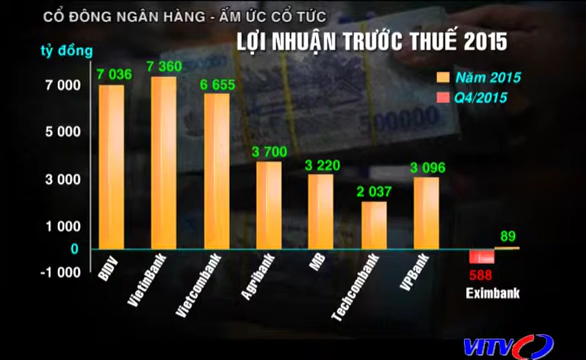 CỔ ĐÔNG NGÂN HÀNG - ẤM ỨC CỔ TỨC
LỢI NHUẬN TRƯỚC THUẾ 2015
tỷ đồng
Năm 2015
Q4/2015
7 000
5 000
3 000
1 000
0
-1 000
7 036
7 360
6 655
3 700
3 220
2 037
3 096
588
89
BIDV
VietinBank
Vietcombank
Agribank
MB
Techcombank
VPBank
Eximbank
500000
VITV